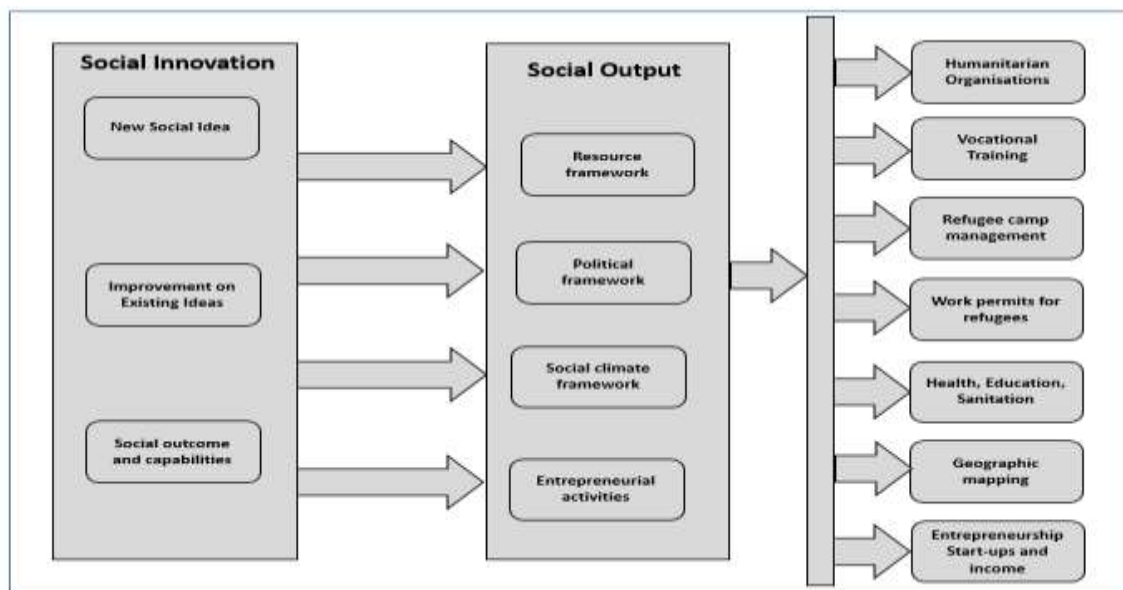 Social Innovation
New Social Idea
Improvement on
Existing Ideas
Social outcome
and capabilities
Social Output
Resource
framework
Political
framework
Social climate
framework
Entrepreneurial
activities
Humanitarian
Organisations
Vocational
Training
Refugee camp
management
Work permits for
refugees
Health, Education,
Sanitation
Geographic
mapping
Entrepreneurship
Start-ups and
income